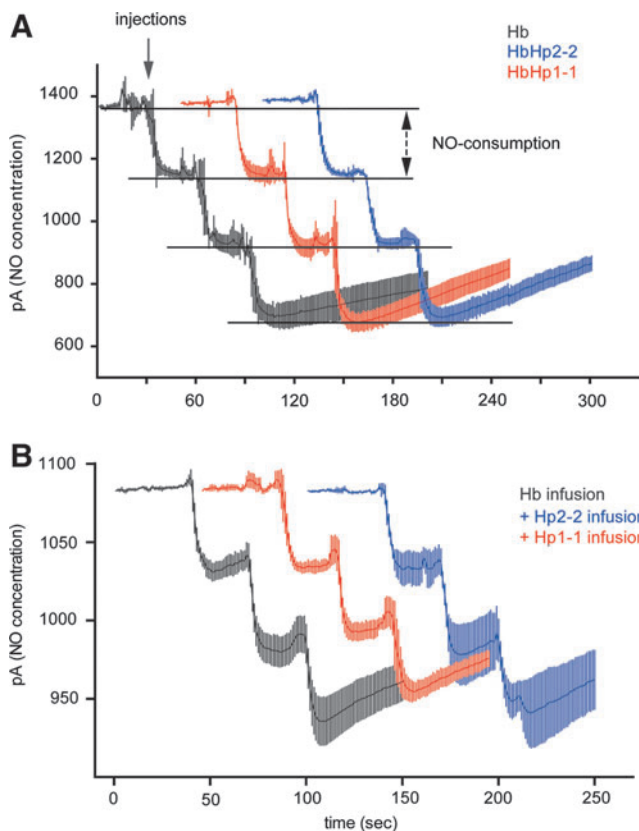 A
injections
Hb
HbHp2-2
HbHp1-1
NO-consumption
pA (NO concentration)
1400
1200
1000
800
600
0 60 120 180 240 300
B
Hb infusion
+ Hp2-2 infusion
+ Hp1-1 infusion
pA (NO concentration)
1100
1050
1000
950
0 50 100 150 200 250
time (sec)